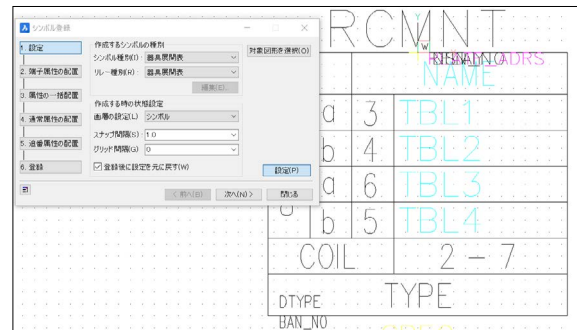 シンボル登録
1. 設定
2. 端子属性の配置
3. 属性の一括配置
4. 通常属性の配置
5. 追番属性の配置
6. 登録
作成するシンボルの種別
シンボル種別(I): 器具展開表
リレー種別(R): 器具展開表
編集(E)...
対象図形を選択(O)
作成する時の状態設定
画層の設定(L) シンボル
スナップ間隔(S) 1.0
グリッド間隔(G) 0
登録後に設定を元に戻す(W)
設定(P)
< 前へ(B) 次へ(N) > 閉じる
RCMNT
Y
W
NAME
a 3 TBL1
b 4 TBL2
a 6 TBL3
b 5 TBL4
COIL 2 - 7
DTYPE TYPE
BAN_NO